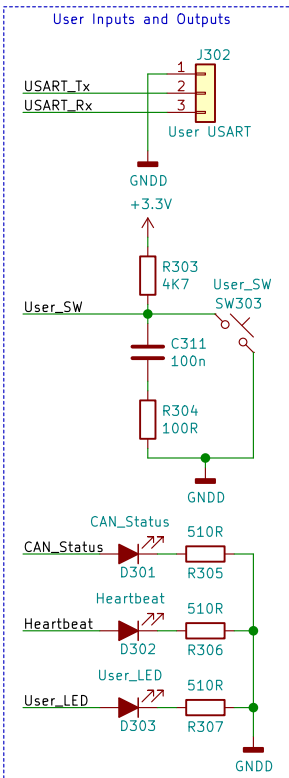 User Inputs and Outputs
J302
1
USART_Tx
2
USART_Rx
3
User USART
GNDD
+3.3V
R303
4K7
User_SW
SW303
User_SW
C311
100n
R304
100R
GNDD
CAN_Status
510R
CAN_Status
D301
R305
Heartbeat
510R
Heartbeat
D302
R306
User_LED
510R
User_LED
D303
R307
GNDD